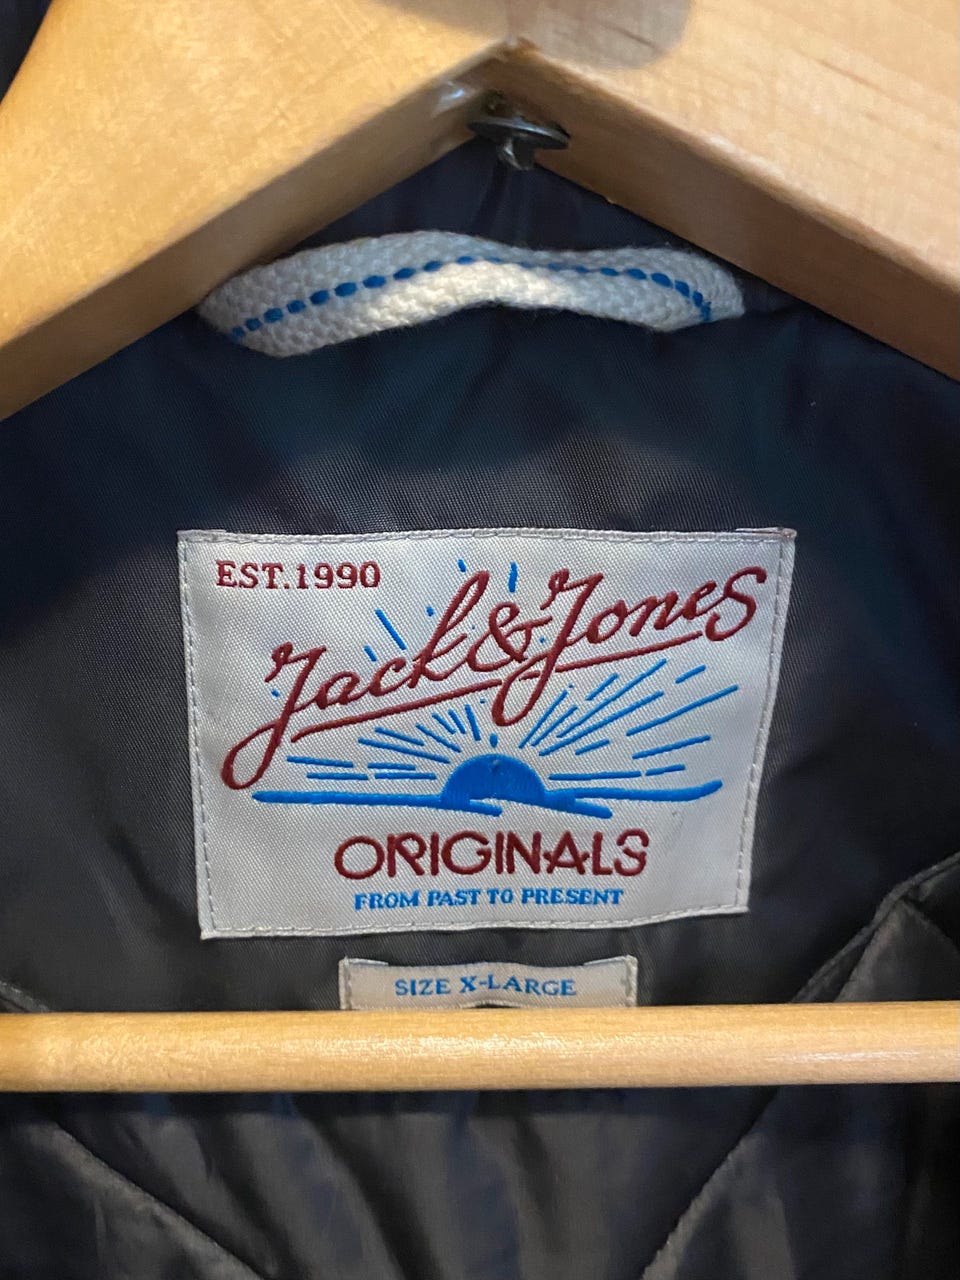 EST.1990
Jack&Jones
ORIGINALS
FROM PAST TO PRESENT
SIZE X-LARGE